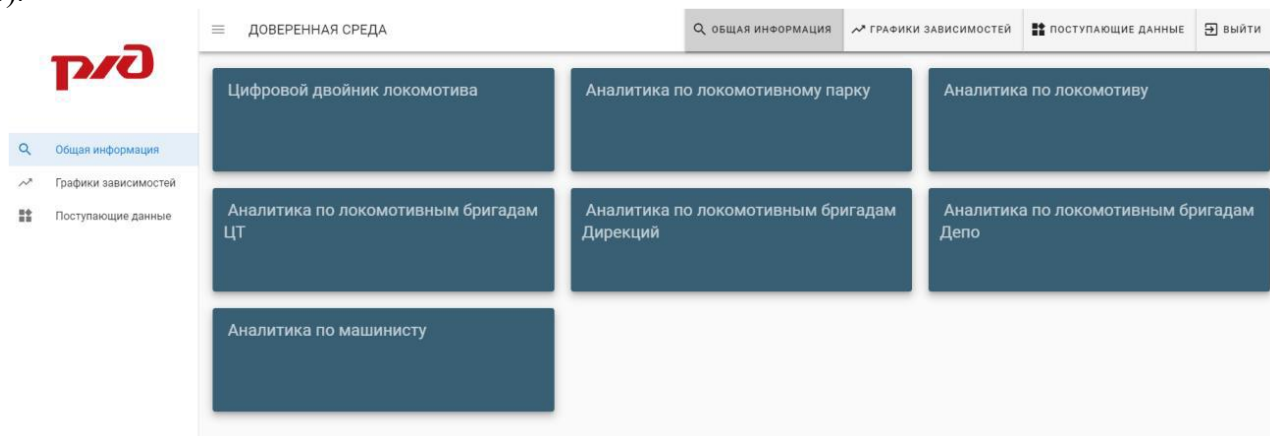 ДОВЕРЕННАЯ СРЕДА
ОБЩАЯ ИНФОРМАЦИЯ
ГРАФИКИ ЗАВИСИМОСТЕЙ
ПОСТУПАЮЩИЕ ДАННЫЕ
ВЫЙТИ
ржд
Общая информация
Графики зависимостей
Поступающие данные
Цифровой двойник локомотива
Аналитика по локомотивному парку
Аналитика по локомотиву
Аналитика по локомотивным бригадам
ЦТ
Аналитика по локомотивным бригадам
Дирекций
Аналитика по локомотивным бригадам
Депо
Аналитика по машинисту